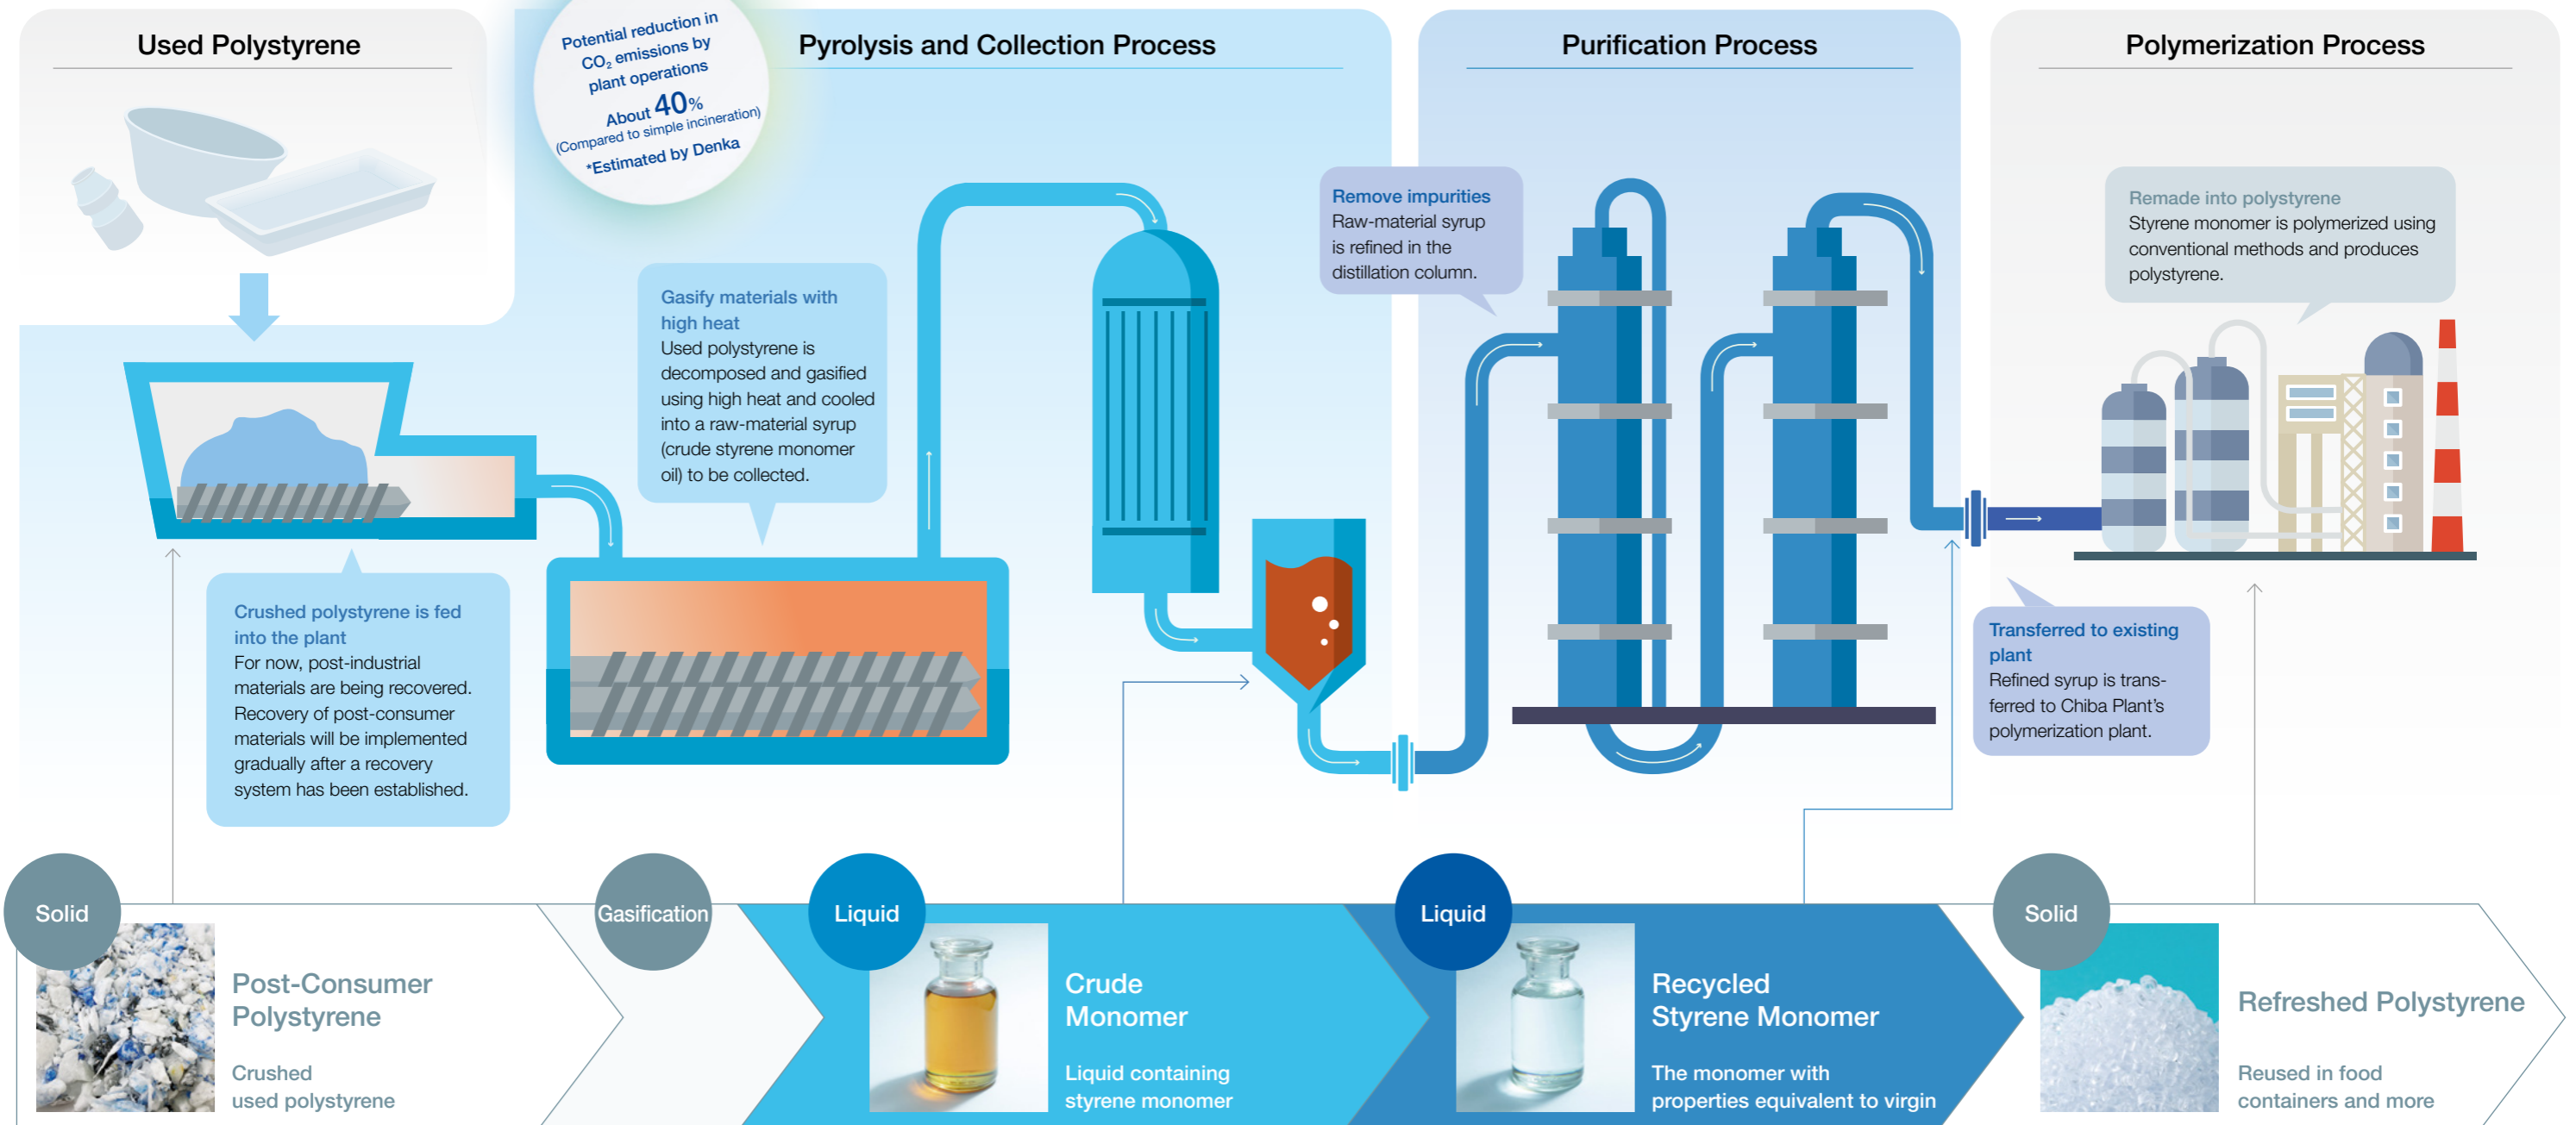 Used Polystyrene
Potential reduction in
CO₂ emissions by
plant operations
About 40%
(Compared to simple incineration)
*Estimated by Denka
Pyrolysis and Collection Process
Purification Process
Polymerization Process
Gasify materials with
high heat
Used polystyrene is
decomposed and gasified
using high heat and cooled
into a raw-material syrup
(crude styrene monomer
oil) to be collected.
Remove impurities
Raw-material syrup
is refined in the
distillation column.
Remade into polystyrene
Styrene monomer is polymerized using
conventional methods and produces
polystyrene.
Crushed polystyrene is fed
into the plant
For now, post-industrial
materials are being recovered.
Recovery of post-consumer
materials will be implemented
gradually after a recovery
system has been established.
Transferred to existing
plant
Refined syrup is trans-
ferred to Chiba Plant's
polymerization plant.
Solid
Post-Consumer
Polystyrene
Crushed
used polystyrene
Gasification
Liquid
Crude
Monomer
Liquid containing
styrene monomer
Liquid
Recycled
Styrene Monomer
The monomer with
properties equivalent to virgin
Solid
Refreshed Polystyrene
Reused in food
containers and more